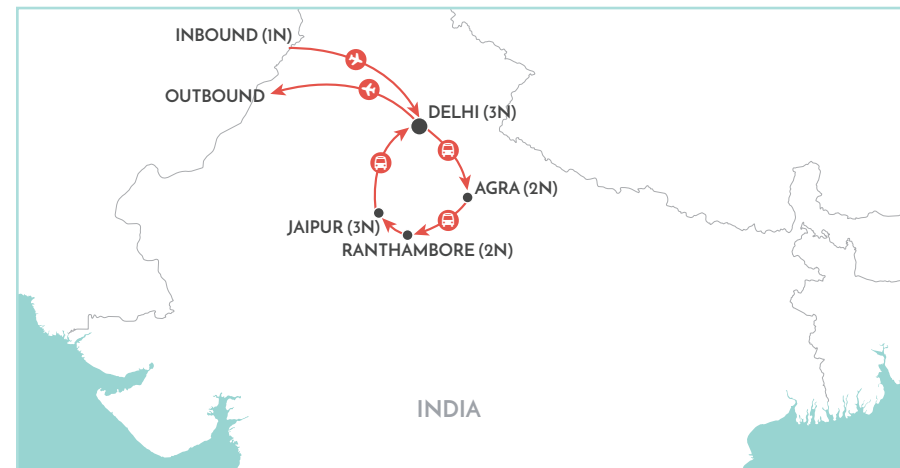 INBOUND (1N)
OUTBOUND
DELHI (3N)
AGRA (2N)
JAIPUR (3N)
RANTHAMBORE (2N)
INDIA